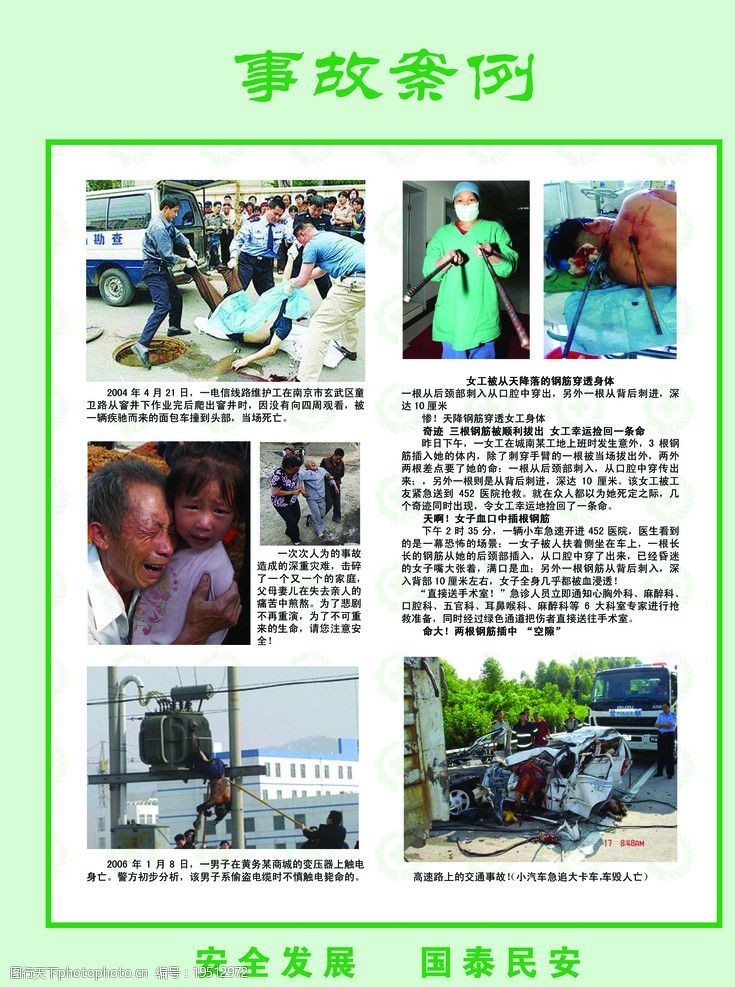 事故案例
勘查
2004 年 4 月 21 日，一电信线路维护工在南京市玄武区童
卫路从窨井下作业完后爬出窨井时，因没有向四周观看，被
一辆疾驰而来的面包车撞到头部，当场死亡。
一次次人为的事故
造成的深重灾难，击碎
了一个又一个的家庭，
父母妻儿在失去亲人的
痛苦中煎熬。为了悲剧
不再重演，为了不可重
来的生命，请您注意安
全！
2006 年 1 月 8 日，一男子在黄务某商城的变压器上触电
身亡。警方初步分析，该男子系偷盗电缆时不慎触电毙命的。
女工被从天降落的钢筋穿透身体
一根从后颈部刺入从口腔中穿出，另外一根从背后刺进，深
达 10 厘米
惨！天降钢筋穿透女工身体
奇迹 三根钢筋被顺利拔出 女工幸运捡回一条命
昨日下午，一女工在城南某工地上班时发生意外，3 根钢
筋插入她的体内，除了刺穿手臂的一根被当场拔出外，两外
两根差点要了她的命：一根从后颈部刺入，从口腔中穿传出
来；，另外一根则是从背后刺进，深达 10 厘米。该女工被工
友紧急送到 452 医院抢救。就在众人都以为她死定之际，几
个奇迹同时出现，令女工幸运地捡回了一条命。
天啊！女子血口中插根钢筋
下午 2 时 35 分，一辆小车急速开进 452 医院，医生看到
的是一幕恐怖的场景：一女子被人扶着侧坐在车上，一根长
长的钢筋从她的后颈部插入，从口腔中穿了出来，已经昏迷
的女子嘴大张着，满口是血；另外一根钢筋从背后刺入，深
入背部 10 厘米左右，女子全身几乎都被血浸透！
“直接送手术室！”急诊人员立即通知心胸外科、麻醉科、
口腔科、五官科、耳鼻喉科、麻醉科等 6 大科室专家进行抢
救准备，同时经过绿色通道把伤者直接送往手术室。
命大！两根钢筋插中 “空隙”
ISUZU
POLICE
17 8:48AM
高速路上的交通事故！（小汽车急追大卡车，车毁人亡）
安全发展 国泰民安
图行天下photophoto.cn 编号：19512972